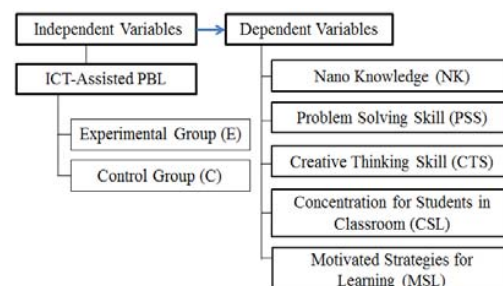 Independent Variables
Dependent Variables
ICT-Assisted PBL
Experimental Group (E)
Control Group (C)
Nano Knowledge (NK)
Problem Solving Skill (PSS)
Creative Thinking Skill (CTS)
Concentration for Students in
Classroom (CSL)
Motivated Strategies for
Learning (MSL)